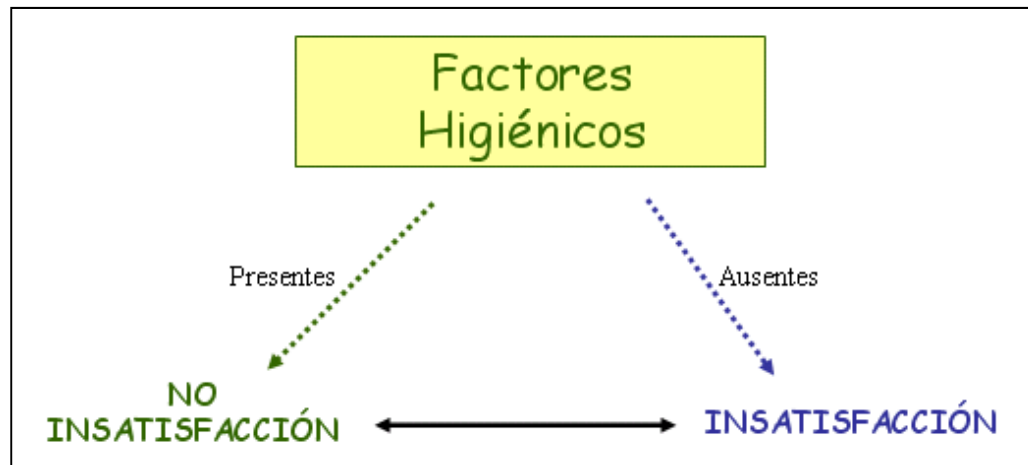 Factores
Higiénicos
Presentes
Ausentes
NO
INSATISFACCIÓN
INSATISFACCIÓN